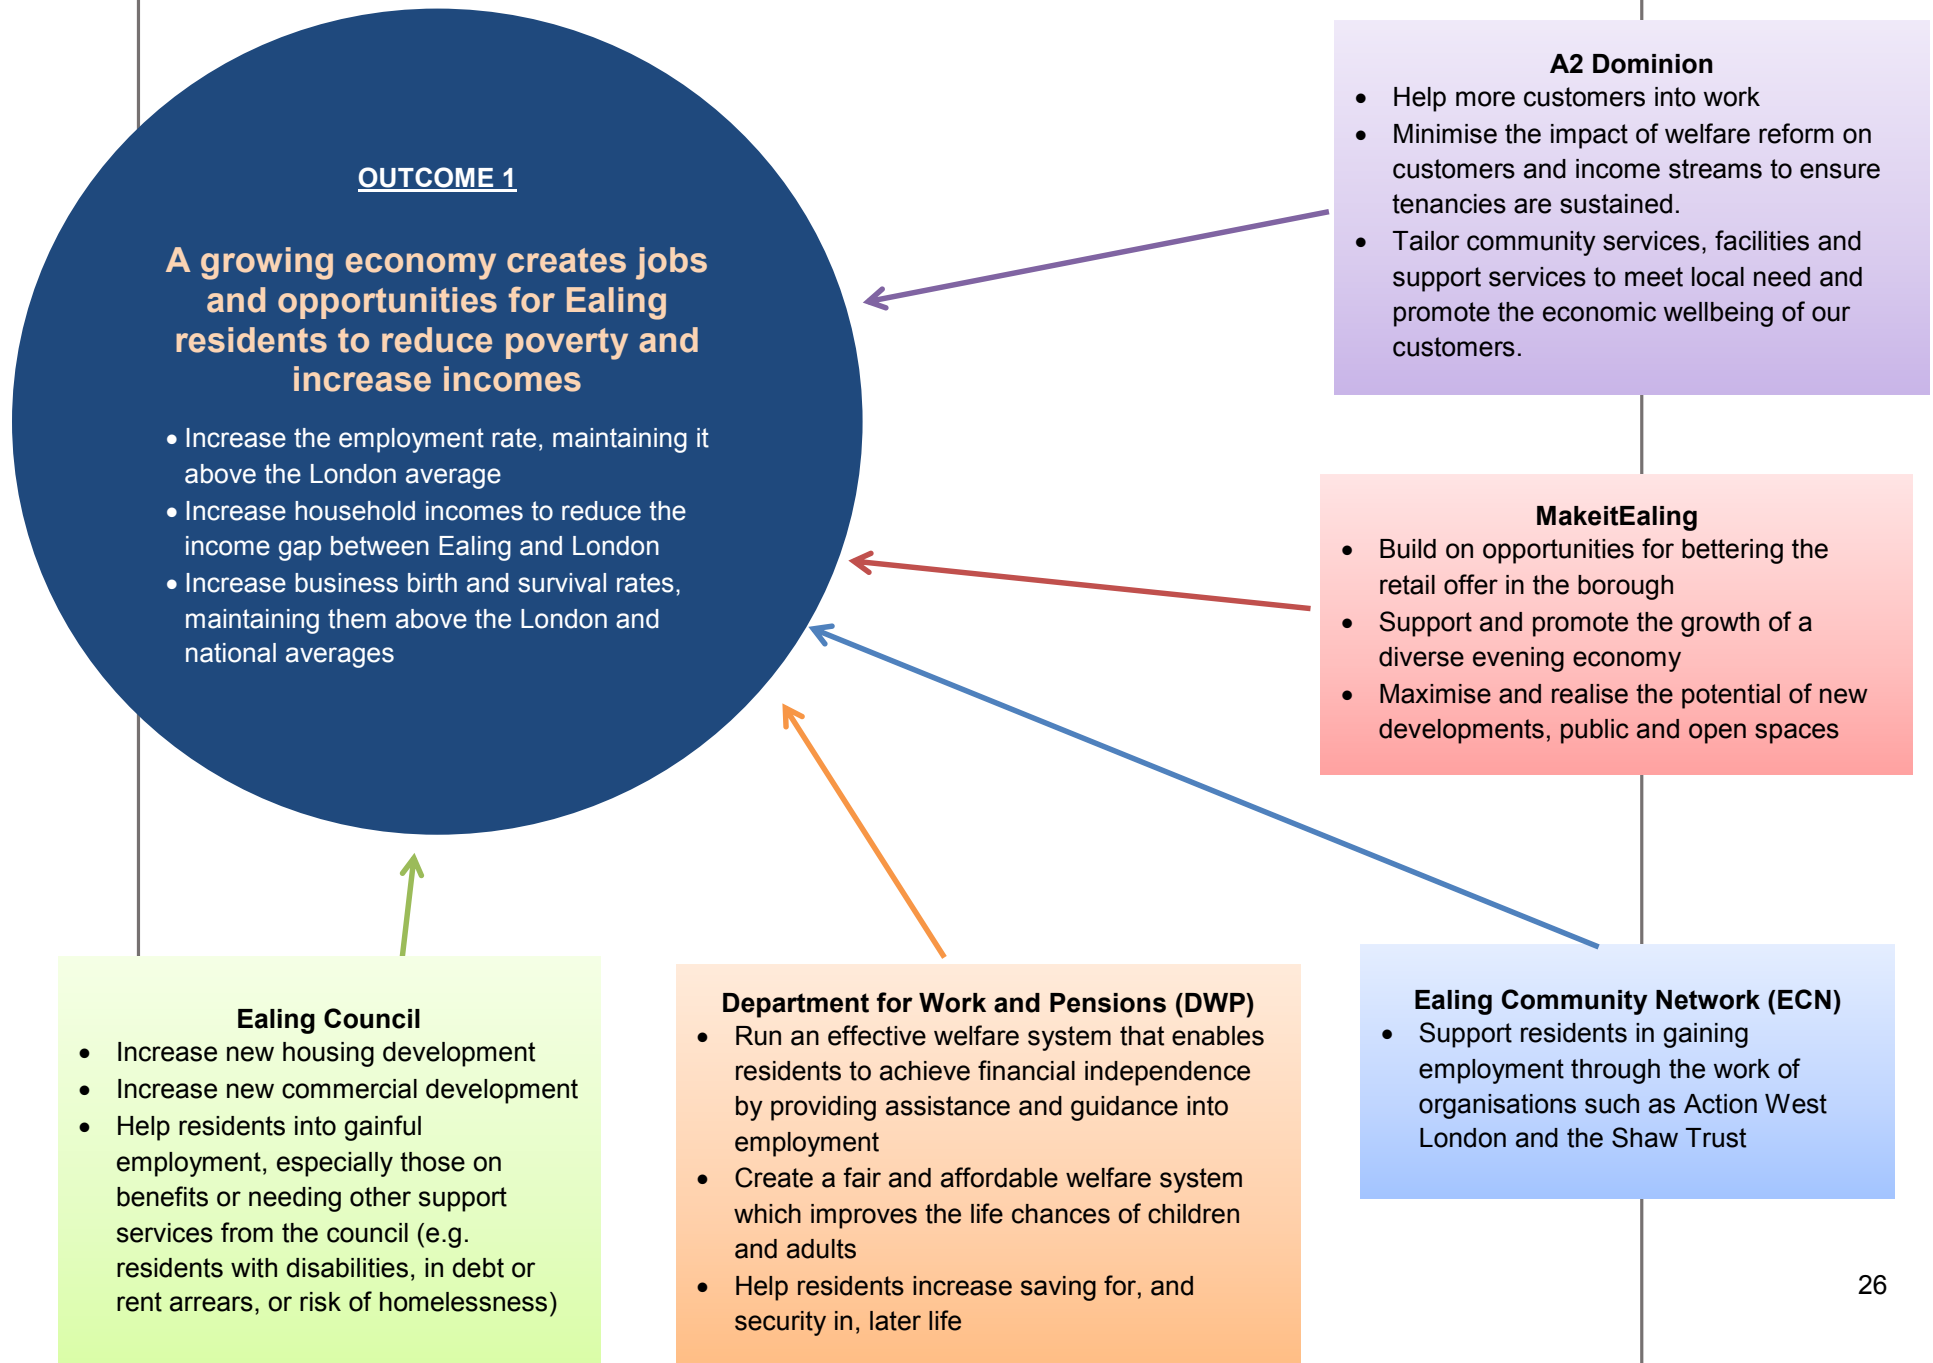 OUTCOME 1
A growing economy creates jobs
and opportunities for Ealing
residents to reduce poverty and
increase incomes
• Increase the employment rate, maintaining it
above the London average
• Increase household incomes to reduce the
income gap between Ealing and London
• Increase business birth and survival rates,
maintaining them above the London and
national averages
A2 Dominion
• Help more customers into work
• Minimise the impact of welfare reform on
customers and income streams to ensure
tenancies are sustained.
• Tailor community services, facilities and
support services to meet local need and
promote the economic wellbeing of our
customers.
MakeitEaling
• Build on opportunities for bettering the
retail offer in the borough
• Support and promote the growth of a
diverse evening economy
• Maximise and realise the potential of new
developments, public and open spaces
Ealing Council
• Increase new housing development
• Increase new commercial development
• Help residents into gainful
employment, especially those on
benefits or needing other support
services from the council (e.g.
residents with disabilities, in debt or
rent arrears, or risk of homelessness)
Department for Work and Pensions (DWP)
• Run an effective welfare system that enables
residents to achieve financial independence
by providing assistance and guidance into
employment
• Create a fair and affordable welfare system
which improves the life chances of children
and adults
• Help residents increase saving for, and
security in, later life
Ealing Community Network (ECN)
• Support residents in gaining
employment through the work of
organisations such as Action West
London and the Shaw Trust
26